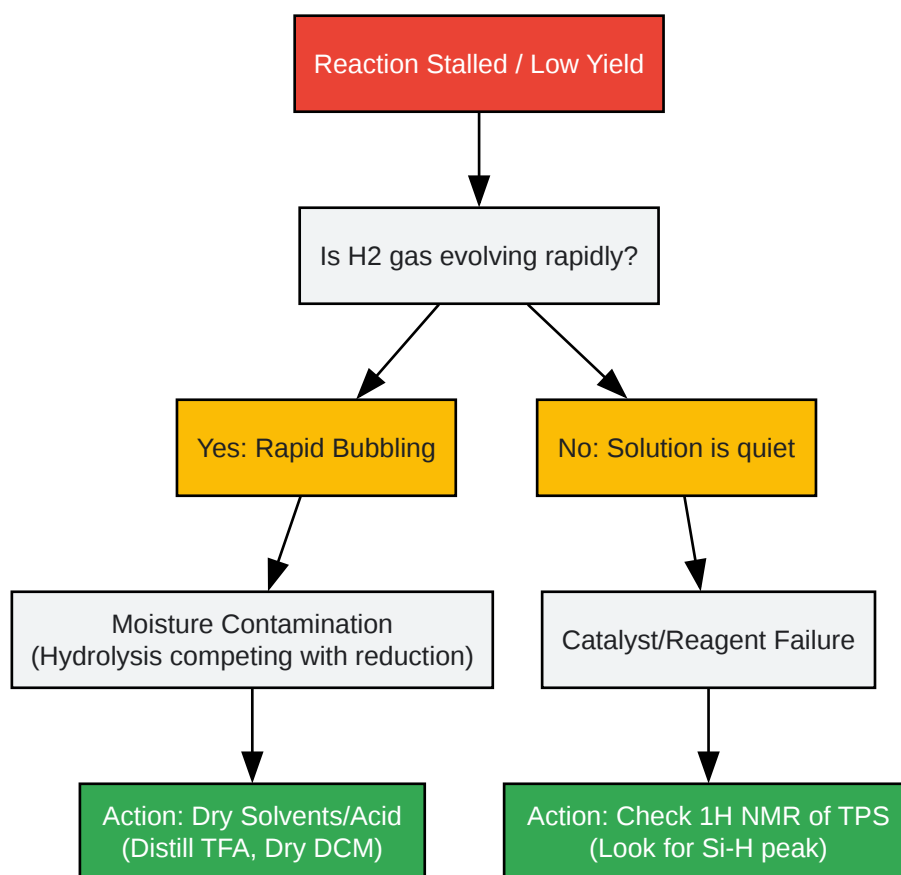 Reaction Stalled / Low Yield
Is H2 gas evolving rapidly?
Yes: Rapid Bubbling
No: Solution is quiet
Moisture Contamination
(Hydrolysis competing with reduction)
Catalyst/Reagent Failure
Action: Dry Solvents/Acid
(Distill TFA, Dry DCM)
Action: Check 1H NMR of TPS
(Look for Si-H peak)